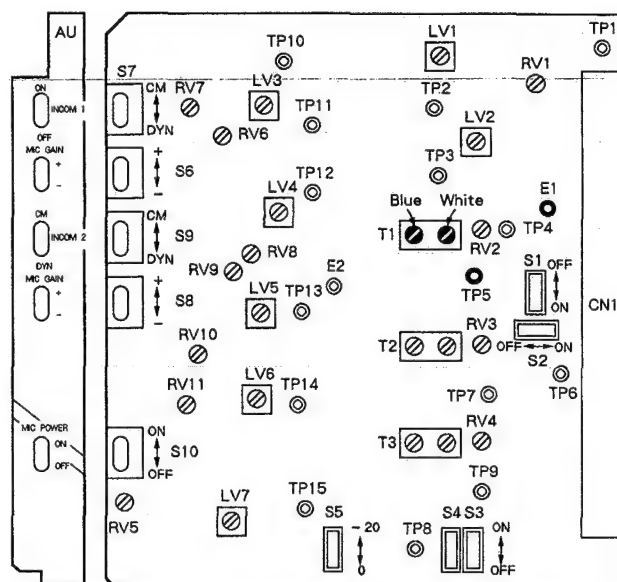 AU
S7
TP10
LV1
TP1
RV1
ON
INCOM 1
OFF
CM
DYN
RV7
LV3
TP11
TP2
RV6
LV2
MIC GAIN
+
-
+
-
S6
TP12
TP3
LV4
Blue
White
E1
CM
INCOM 2
DYN
CM
DYN
S9
T1
RV2
TP4
RV8
RV9
E2
TP5
S1
OFF
ON
CN1
MIC GAIN
+
-
+
-
S8
LV5
TP13
RV10
T2
RV3
OFF
ON
S2
TP6
RV11
LV6
TP14
TP7
MIC POWER
ON
OFF
ON
OFF
S10
T3
RV4
TP9
RV5
LV7
TP15
S5
-20
0
TP8
S4
S3
ON
OFF